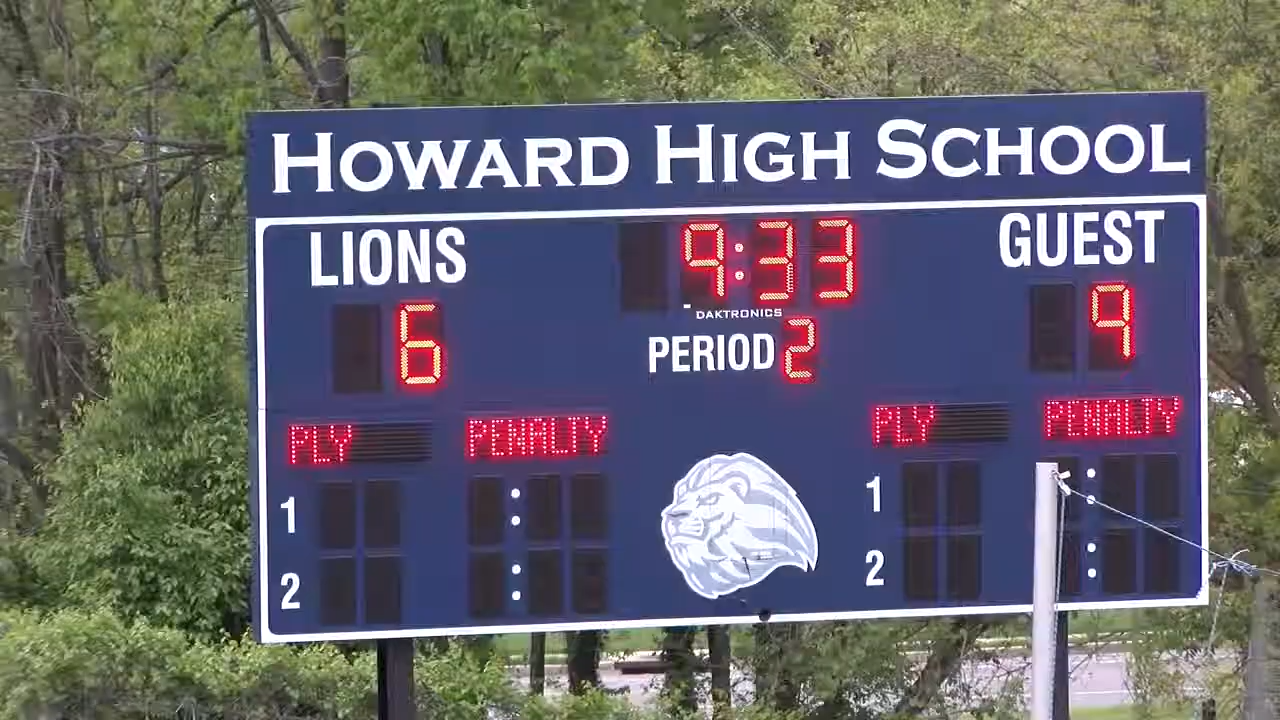 HOWARD HIGH SCHOOL
LIONS 9:33 GUEST
6 DAKTRONICS 9
PERIOD 2
PLY PENALTY PLY PENALTY
1 : 1 :
2 : 2 :